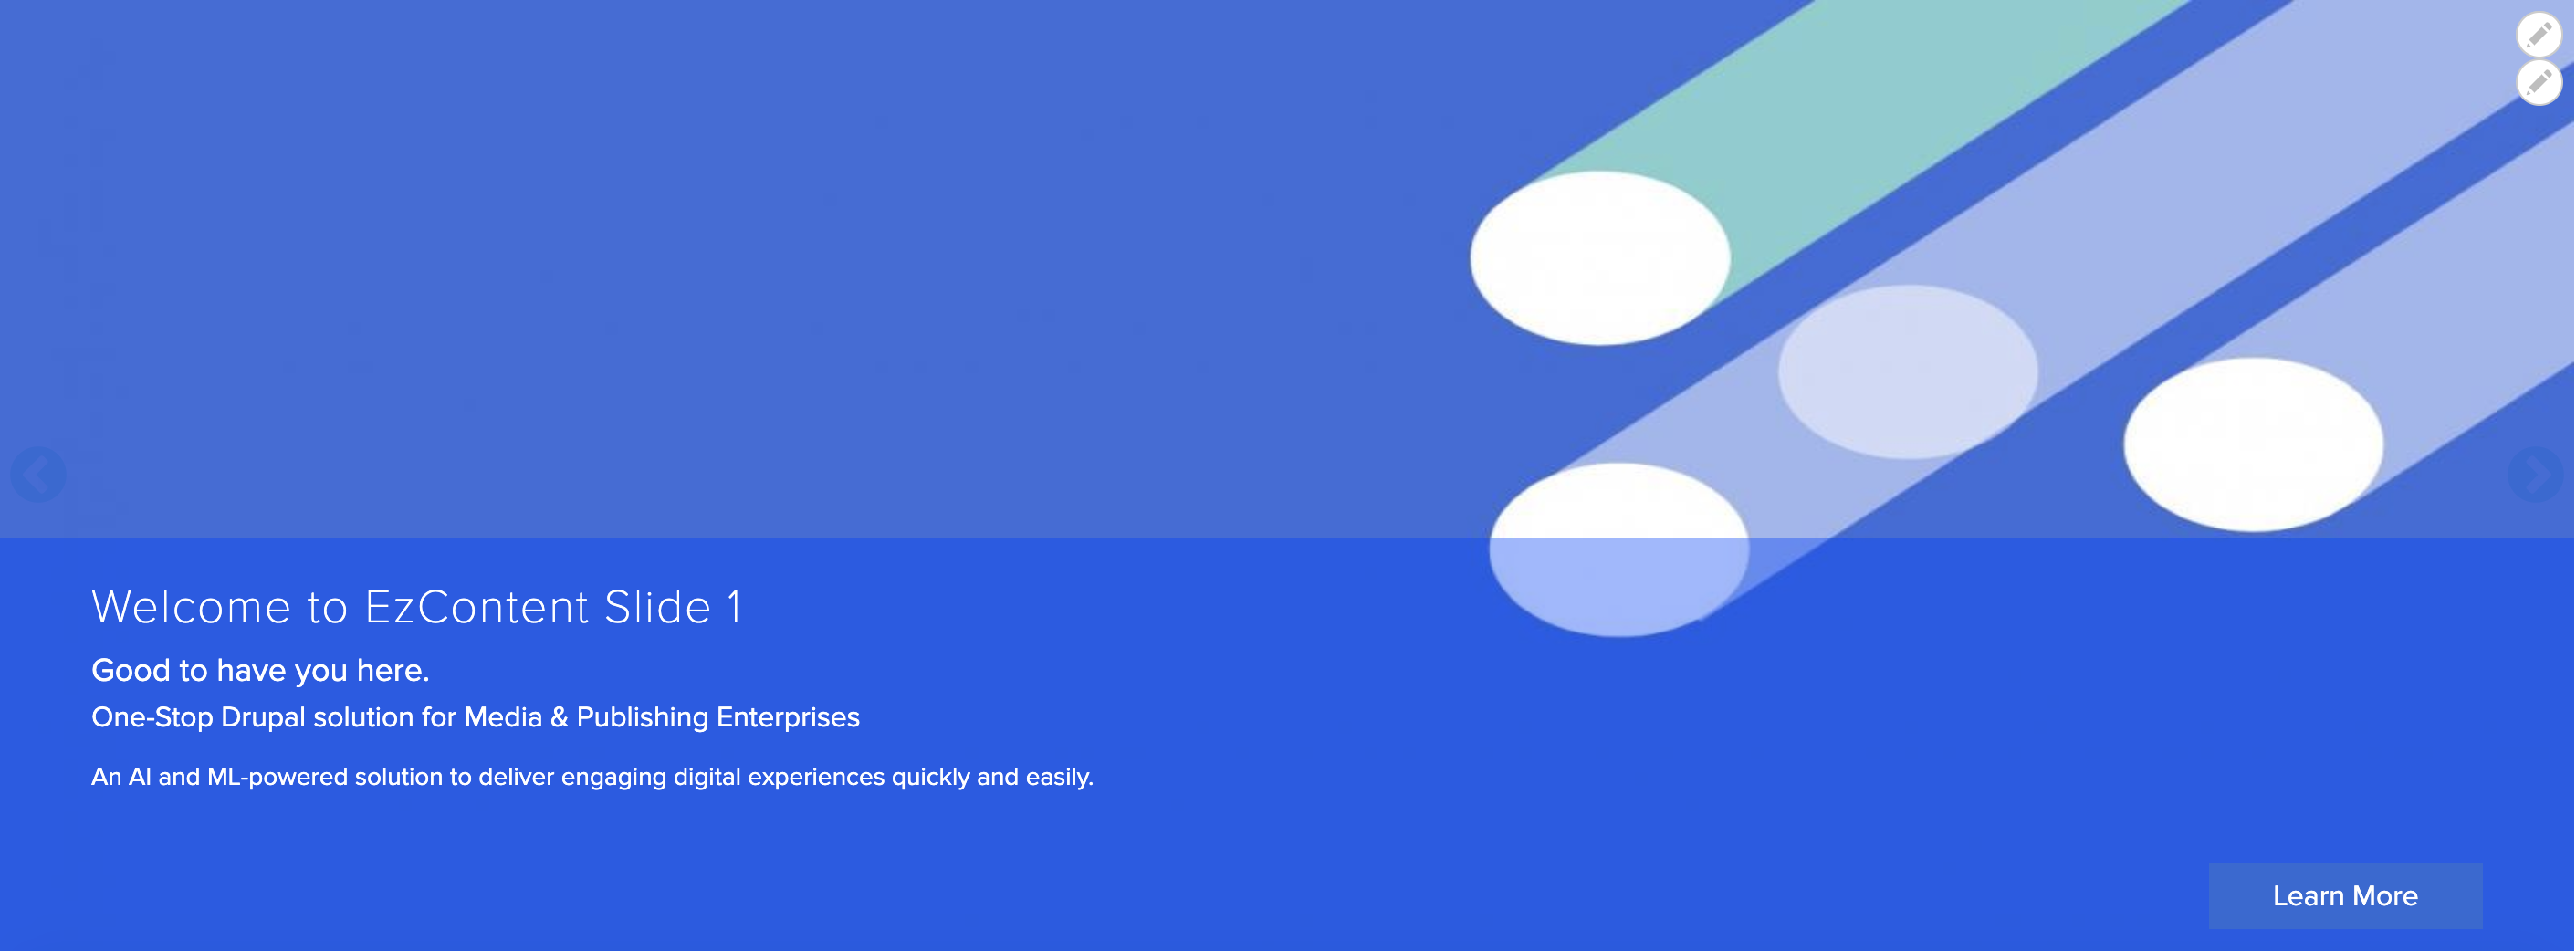 Welcome to EzContent Slide 1
Good to have you here.
One-Stop Drupal solution for Media & Publishing Enterprises
An AI and ML-powered solution to deliver engaging digital experiences quickly and easily.
Learn More